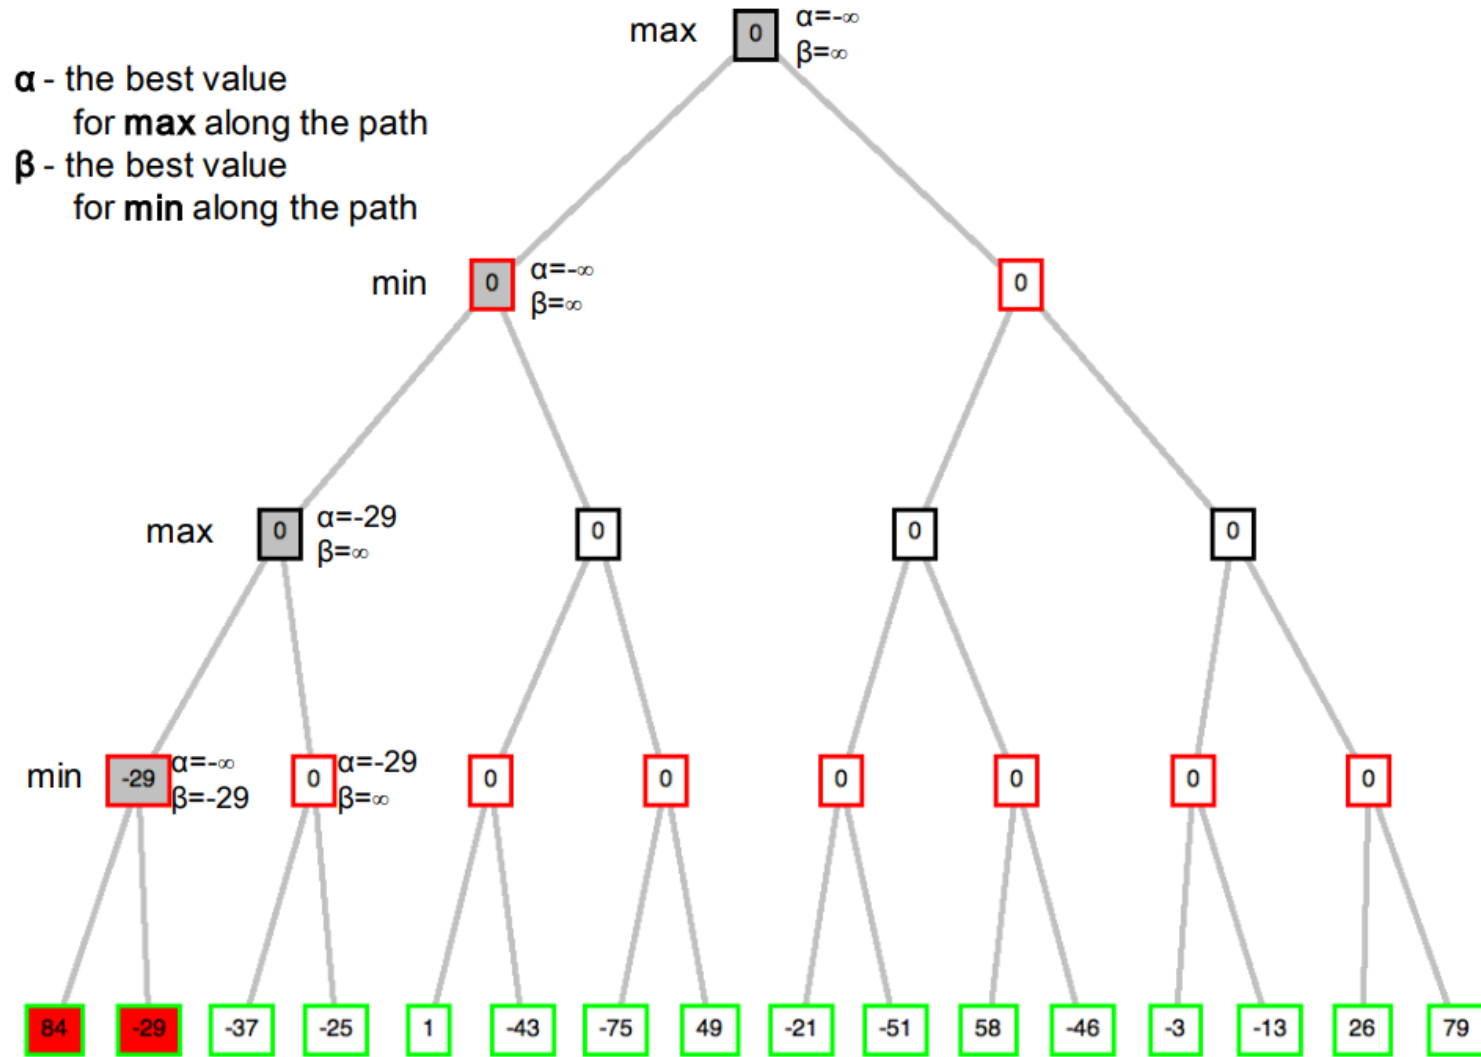 max 0 α=-∞
β=∞
α - the best value
for max along the path
β - the best value
for min along the path
min 0 α=-∞
β=∞
0
max 0 α=-29
β=∞
0 0 0
min -29 α=-∞
β=-29
0 α=-29
β=∞
0 0 0 0 0 0
84 -29 -37 -25 1 -43 -75 49 -21 -51 58 -46 -3 -13 26 79